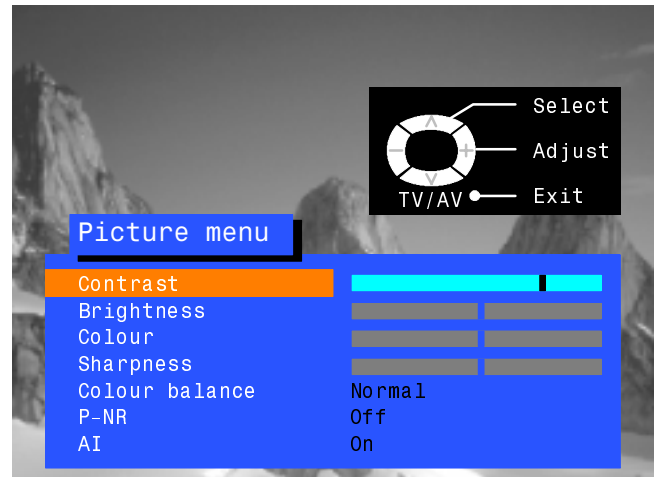 Select
Adjust
TV/AV Exit
Picture menu
Contrast
Brightness
Colour
Sharpness
Colour balance Normal
P-NR Off
AI On